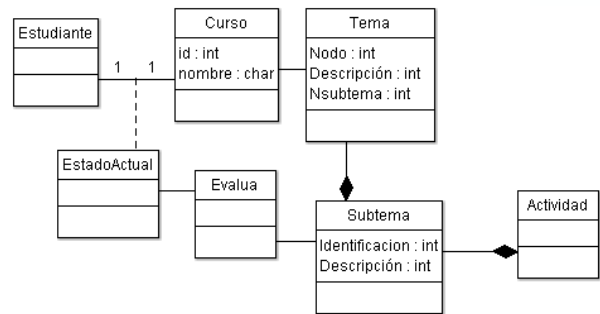 Estudiante
1
1
Curso
id : int
nombre : char
Tema
Nodo : int
Descripción : int
Nsubtema : int
EstadoActual
Evalua
Subtema
Identificacion : int
Descripción : int
Actividad